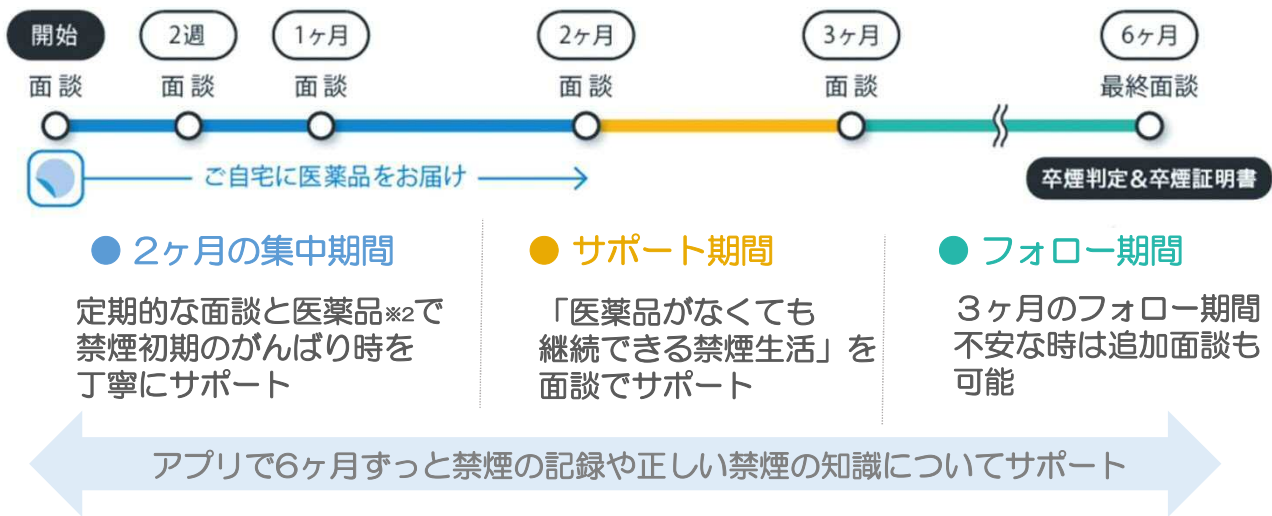 開始 2週 1ヶ月 2ヶ月 3ヶ月 6ヶ月
面談 面談 面談 面談 面談 最終面談
ご自宅に医薬品をお届け
卒煙判定&卒煙証明書
● 2ヶ月の集中期間
定期的な面談と医薬品※2で
禁煙初期のがんばり時を
丁寧にサポート
● サポート期間
「医薬品がなくても
継続できる禁煙生活」を
面談でサポート
● フォロー期間
３ヶ月のフォロー期間
不安な時は追加面談も
可能
アプリで6ヶ月ずっと禁煙の記録や正しい禁煙の知識についてサポート